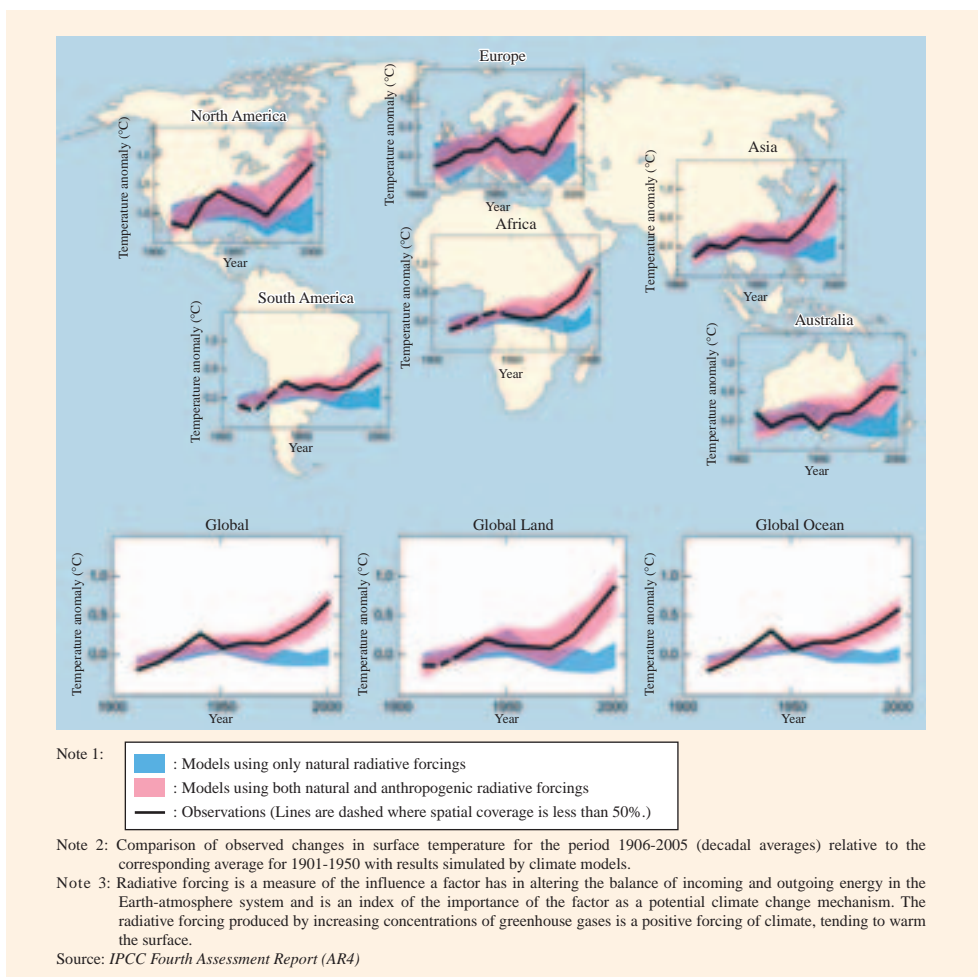 Europe
Temperature anomaly (°C)
Year
North America
Temperature anomaly (°C)
Year
Asia
Temperature anomaly (°C)
Year
Africa
Temperature anomaly (°C)
Year
South America
Temperature anomaly (°C)
Year
Australia
Temperature anomaly (°C)
Year
Global
Temperature anomaly (°C)
1.0
0.5
0.0
1900 1950 2000
Year
Global Land
Temperature anomaly (°C)
1.0
0.5
0.0
1900 1950 2000
Year
Global Ocean
Temperature anomaly (°C)
1.0
0.5
0.0
1900 1950 2000
Year
Note 1:
: Models using only natural radiative forcings
: Models using both natural and anthropogenic radiative forcings
: Observations (Lines are dashed where spatial coverage is less than 50%.)
Note 2: Comparison of observed changes in surface temperature for the period 1906-2005 (decadal averages) relative to the
corresponding average for 1901-1950 with results simulated by climate models.
Note 3: Radiative forcing is a measure of the influence a factor has in altering the balance of incoming and outgoing energy in the
Earth-atmosphere system and is an index of the importance of the factor as a potential climate change mechanism. The
radiative forcing produced by increasing concentrations of greenhouse gases is a positive forcing of climate, tending to warm
the surface.
Source: IPCC Fourth Assessment Report (AR4)